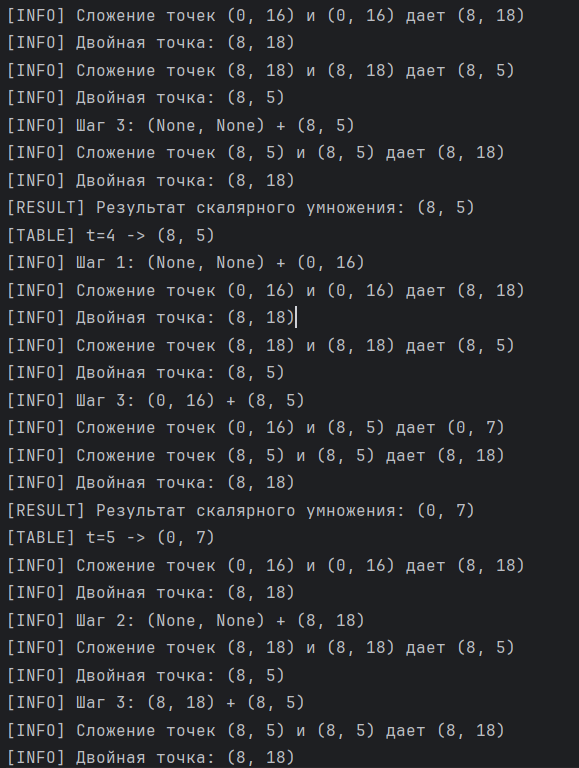 [INFO] Сложение точек (0, 16) и (0, 16) дает (8, 18)
[INFO] Двойная точка: (8, 18)
[INFO] Сложение точек (8, 18) и (8, 18) дает (8, 5)
[INFO] Двойная точка: (8, 5)
[INFO] Шаг 3: (None, None) + (8, 5)
[INFO] Сложение точек (8, 5) и (8, 5) дает (8, 18)
[INFO] Двойная точка: (8, 18)
[RESULT] Результат скалярного умножения: (8, 5)
[TABLE] t=4 -> (8, 5)
[INFO] Шаг 1: (None, None) + (0, 16)
[INFO] Сложение точек (0, 16) и (0, 16) дает (8, 18)
[INFO] Двойная точка: (8, 18)
[INFO] Сложение точек (8, 18) и (8, 18) дает (8, 5)
[INFO] Двойная точка: (8, 5)
[INFO] Шаг 3: (0, 16) + (8, 5)
[INFO] Сложение точек (0, 16) и (8, 5) дает (0, 7)
[INFO] Сложение точек (8, 5) и (8, 5) дает (8, 18)
[INFO] Двойная точка: (8, 18)
[RESULT] Результат скалярного умножения: (0, 7)
[TABLE] t=5 -> (0, 7)
[INFO] Сложение точек (0, 16) и (0, 16) дает (8, 18)
[INFO] Двойная точка: (8, 18)
[INFO] Шаг 2: (None, None) + (8, 18)
[INFO] Сложение точек (8, 18) и (8, 18) дает (8, 5)
[INFO] Двойная точка: (8, 5)
[INFO] Шаг 3: (8, 18) + (8, 5)
[INFO] Сложение точек (8, 5) и (8, 5) дает (8, 18)
[INFO] Двойная точка: (8, 18)